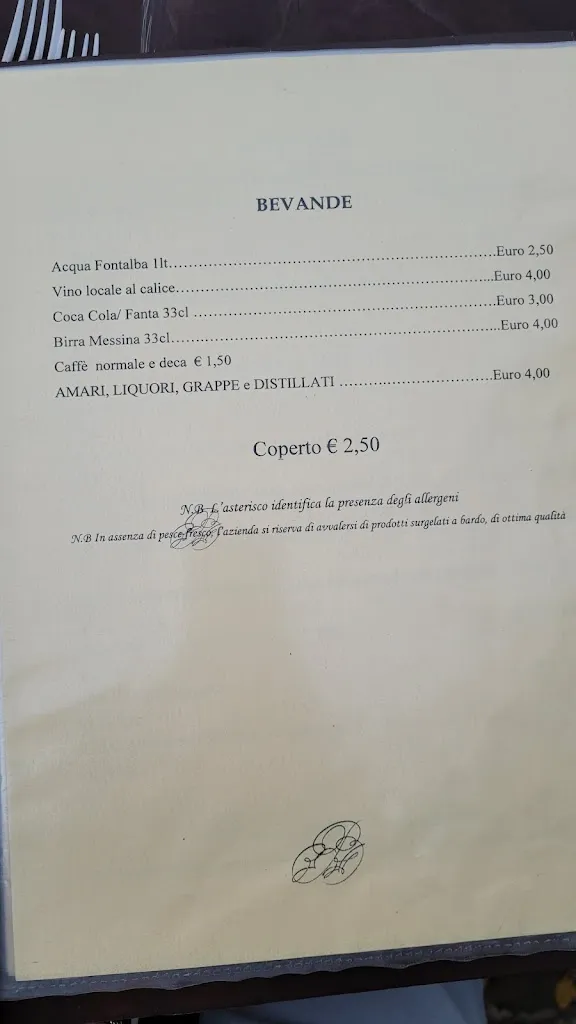 BEVANDE
Acqua Fontalba 1lt……………………………………………………………….Euro 2,50
Vino locale al calice……………………………………………………………...Euro 4,00
Coca Cola/ Fanta 33cl …………………………………………………………...Euro 3,00
Birra Messina 33cl………………………………………………………………...Euro 4,00
Caffè normale e deca € 1,50
AMARI, LIQUORI, GRAPPE e DISTILLATI ……………………………….Euro 4,00
Coperto € 2,50
N.B L'asterisco identifica la presenza degli allergeni
N.B In assenza di pesce fresco, l'azienda si riserva di avvalersi di prodotti surgelati a bardo, di ottima qualità